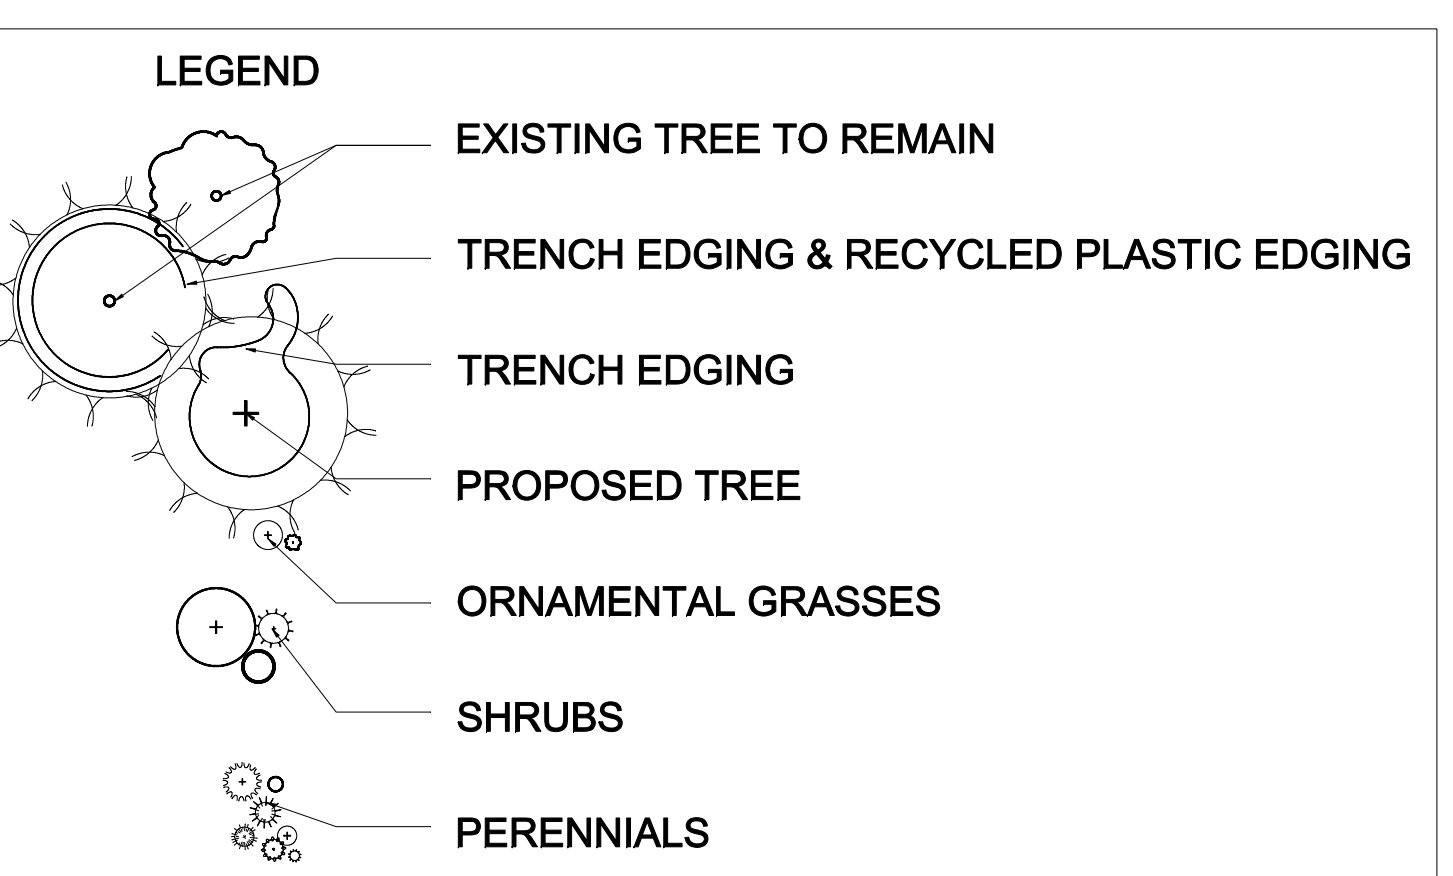 LEGEND
EXISTING TREE TO REMAIN
TRENCH EDGING & RECYCLED PLASTIC EDGING
TRENCH EDGING
PROPOSED TREE
ORNAMENTAL GRASSES
SHRUBS
PERENNIALS